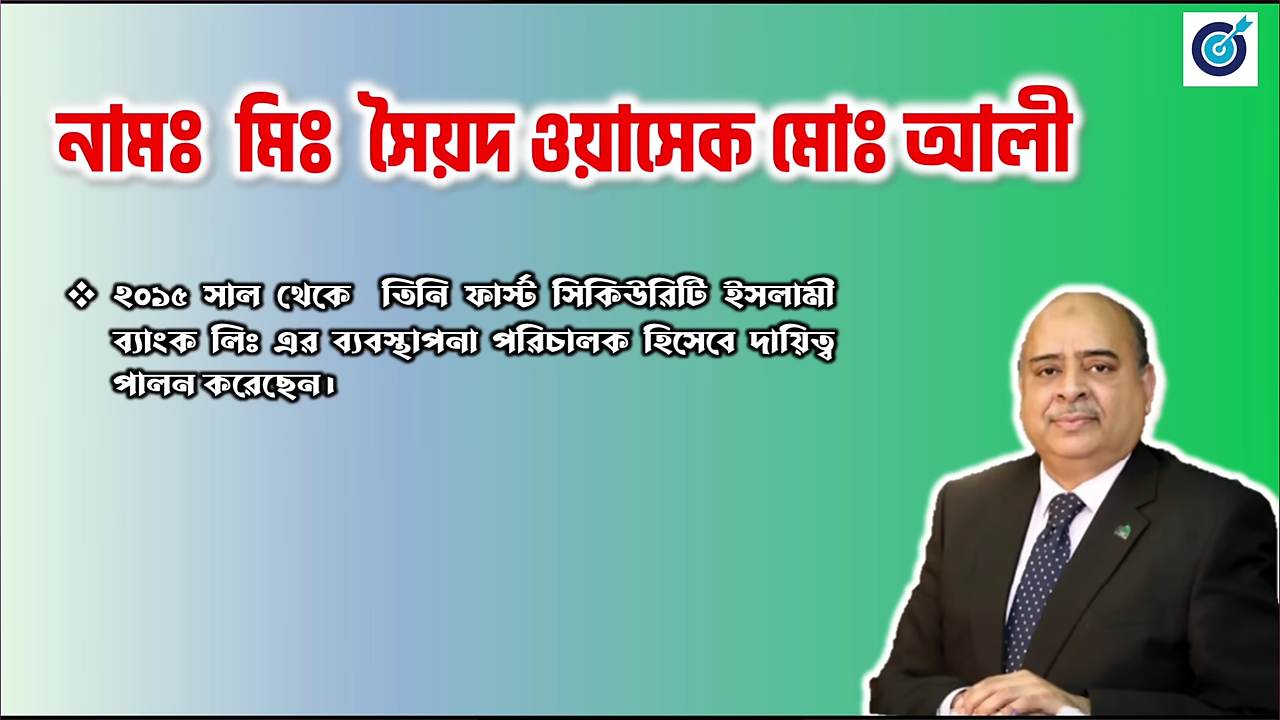 নামঃ মিঃ সৈয়দ ওয়াসেক মোঃ আলী
❖ ২০১৫ সাল থেকে তিনি ফার্স্ট সিকিউরিটি ইসলামী
ব্যাংক লিঃ এর ব্যবস্থাপনা পরিচালক হিসেবে দায়িত্ব
পালন করেছেন।